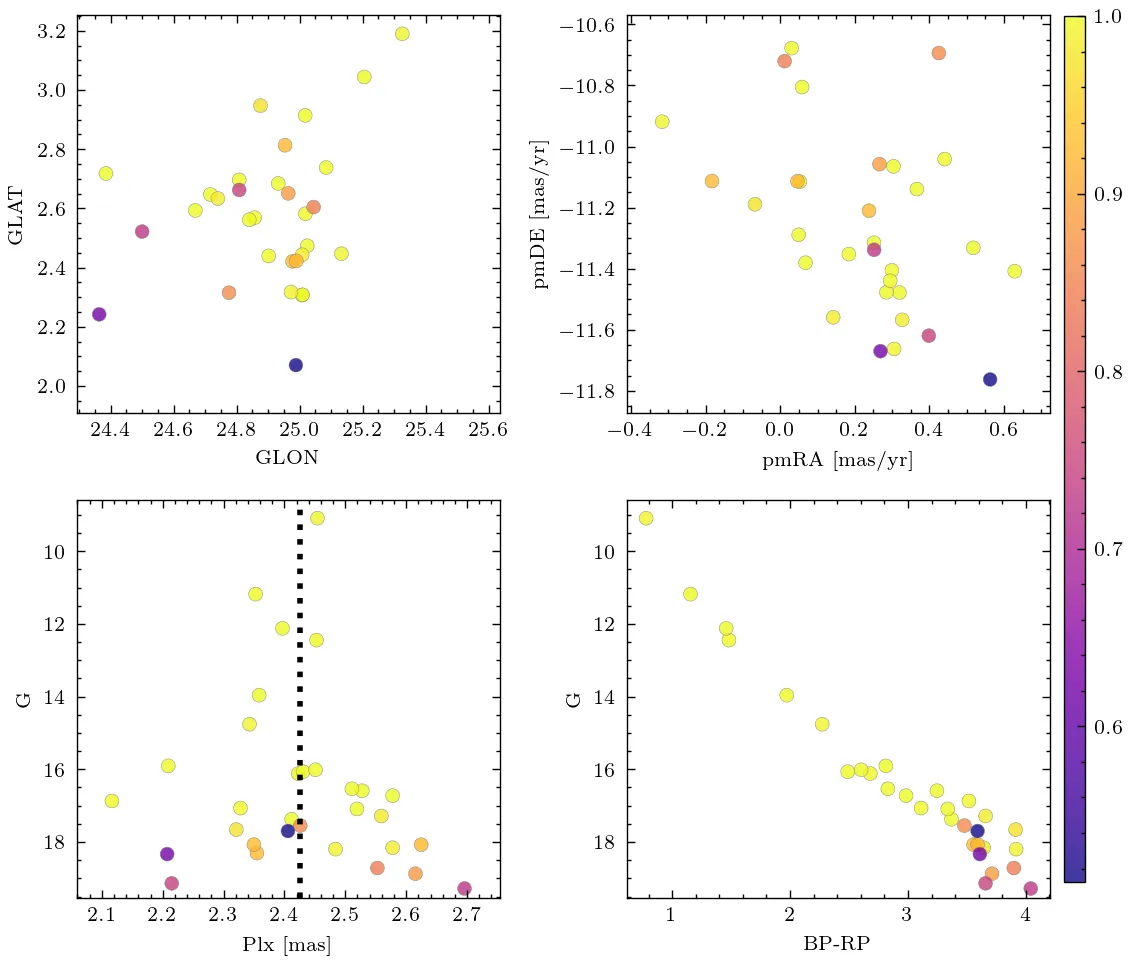 3.2
3.0
2.8
2.6
2.4
2.2
2.0
GLAT
24.4 24.6 24.8 25.0 25.2 25.4 25.6
GLON
−10.6
−10.8
−11.0
−11.2
−11.4
−11.6
−11.8
pmDE [mas/yr]
−0.4 −0.2 0.0 0.2 0.4 0.6
pmRA [mas/yr]
1.0
0.9
0.8
0.7
0.6
10
12
14
16
18
G
2.1 2.2 2.3 2.4 2.5 2.6 2.7
Plx [mas]
10
12
14
16
18
G
1 2 3 4
BP-RP